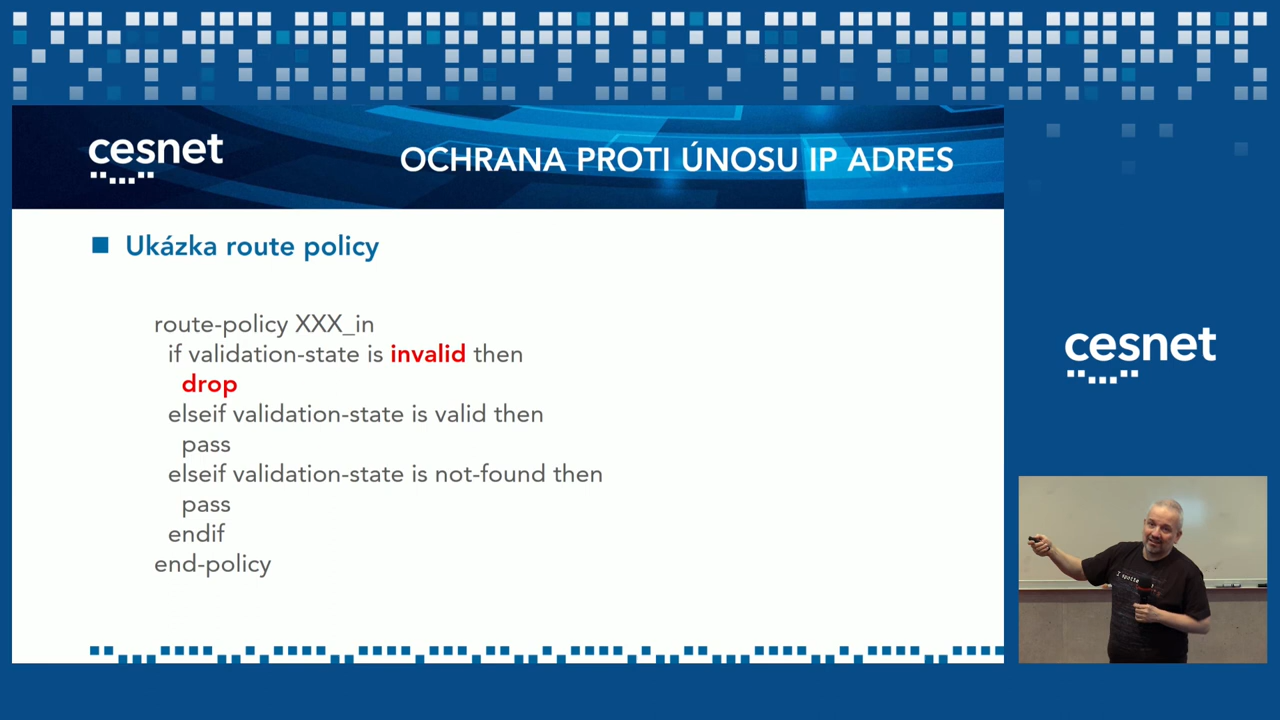 cesnet
OCHRANA PROTI ÚNOSU IP ADRES
Ukázka route policy
route-policy XXX_in
if validation-state is invalid then
drop
elseif validation-state is valid then
pass
elseif validation-state is not-found then
pass
endif
end-policy
cesnet
I spotte